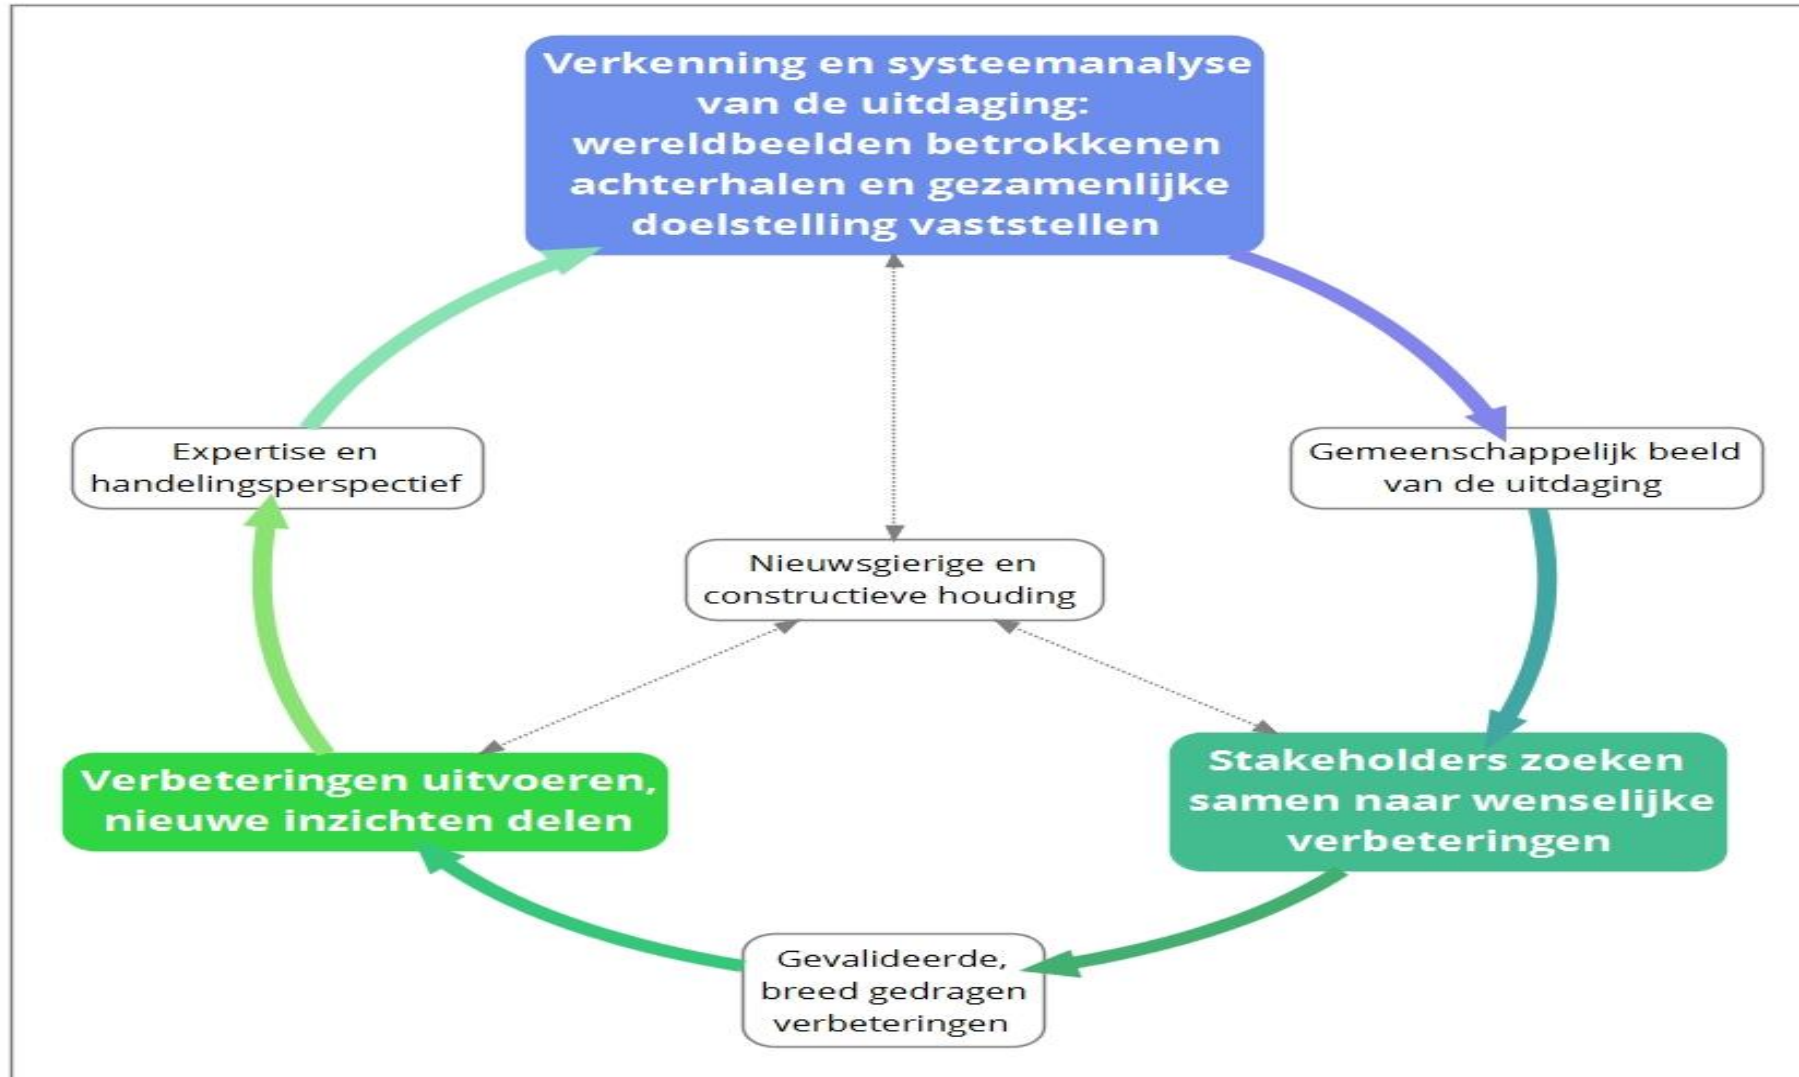 Verkenning en systeemanalyse
van de uitdaging:
wereldbeelden betrokkenen
achterhalen en gezamenlijke
doelstelling vaststellen
Expertise en
handelingsperspectief
Gemeenschappelijk beeld
van de uitdaging
Nieuwsgierige en
constructieve houding
Verbeteringen uitvoeren,
nieuwe inzichten delen
Stakeholders zoeken
samen naar wenselijke
verbeteringen
Gevalideerde,
breed gedragen
verbeteringen